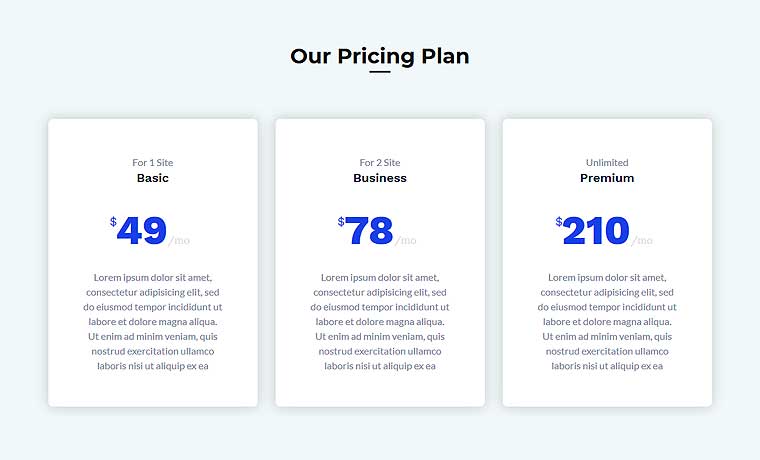 Our Pricing Plan
For 1 Site
Basic
$49/mo
Lorem ipsum dolor sit amet,
consectetur adipisicing elit, sed
do eiusmod tempor incididunt ut
labore et dolore magna aliqua.
Ut enim ad minim veniam, quis
nostrud exercitation ullamco
laboris nisi ut aliquip ex ea
For 2 Site
Business
$78/mo
Lorem ipsum dolor sit amet,
consectetur adipisicing elit, sed
do eiusmod tempor incididunt ut
labore et dolore magna aliqua.
Ut enim ad minim veniam, quis
nostrud exercitation ullamco
laboris nisi ut aliquip ex ea
Unlimited
Premium
$210/mo
Lorem ipsum dolor sit amet,
consectetur adipisicing elit, sed
do eiusmod tempor incididunt ut
labore et dolore magna aliqua.
Ut enim ad minim veniam, quis
nostrud exercitation ullamco
laboris nisi ut aliquip ex ea